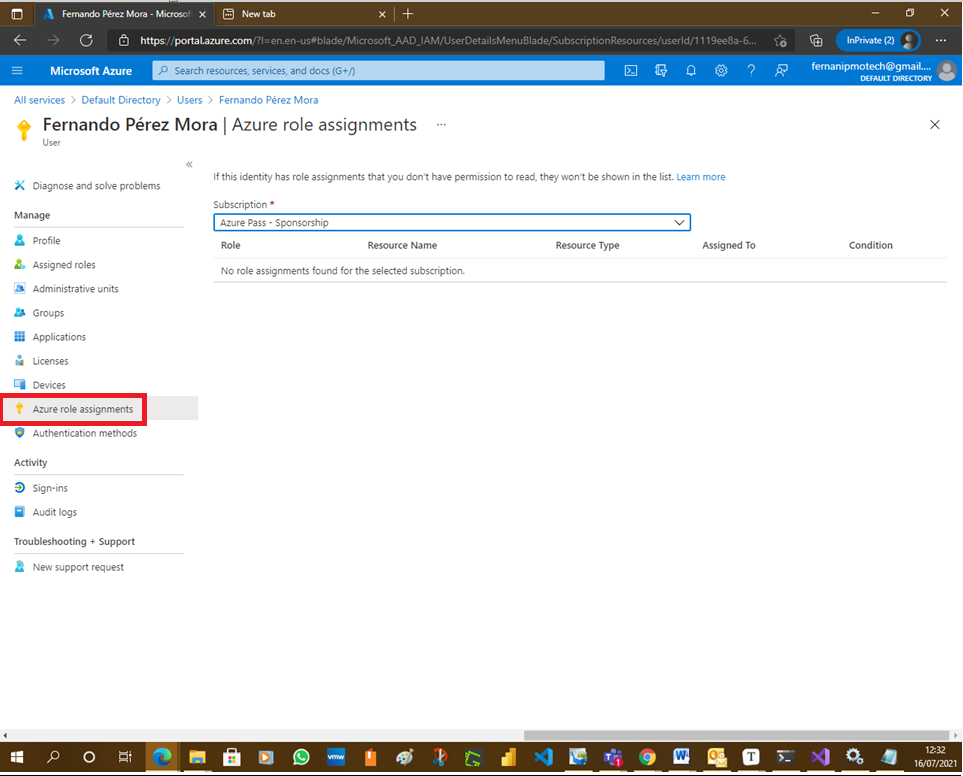 Fernando Pérez Mora - Microsof
New tab
https://portal.azure.com/?l=en.en-us#blade/Microsoft_AAD_IAM/UserDetailsMenuBlade/SubscriptionResources/userId/1119ee8a-6...
InPrivate (2)
Microsoft Azure
Search resources, services, and docs (G+/)
fernanipmotech@gmail....
DEFAULT DIRECTORY
All services > Default Directory > Users > Fernando Pérez Mora
Fernando Pérez Mora | Azure role assignments ...
User
«
Diagnose and solve problems
Manage
Profile
Assigned roles
Administrative units
Groups
Applications
Licenses
Devices
Azure role assignments
Authentication methods
Activity
Sign-ins
Audit logs
Troubleshooting + Support
New support request
If this identity has role assignments that you don't have permission to read, they won't be shown in the list. Learn more
Subscription *
Azure Pass - Sponsorship
Role Resource Name Resource Type Assigned To Condition
No role assignments found for the selected subscription.
vmw
12:32
16/07/2021